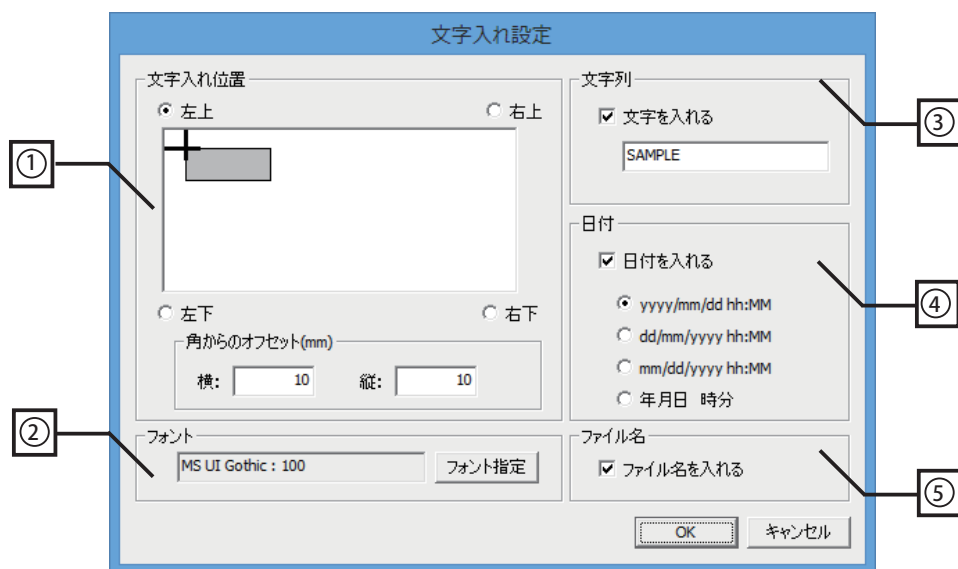 文字入れ設定
文字入れ位置
左上
右上
左下
右下
角からのオフセット(mm)
横: 10 縦: 10
フォント
MS UI Gothic : 100
フォント指定
文字列
文字を入れる
SAMPLE
日付
日付を入れる
yyyy/mm/dd hh:MM
dd/mm/yyyy hh:MM
mm/dd/yyyy hh:MM
年月日 時分
ファイル名
ファイル名を入れる
OK
キャンセル
①
②
③
④
⑤